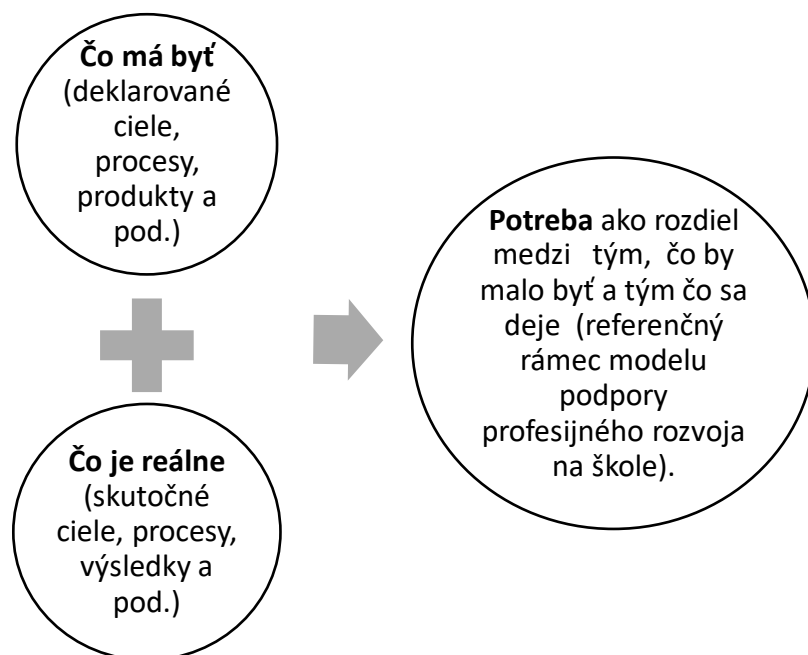 Čo má byť
(deklarované
ciele,
procesy,
produkty a
pod.)
Čo je reálne
(skutočné
ciele, procesy,
výsledky a
pod.)
Potreba ako rozdiel
medzi tým, čo by
malo byť a tým čo sa
deje (referenčný
rámec modelu
podpory
profesijného rozvoja
na škole).